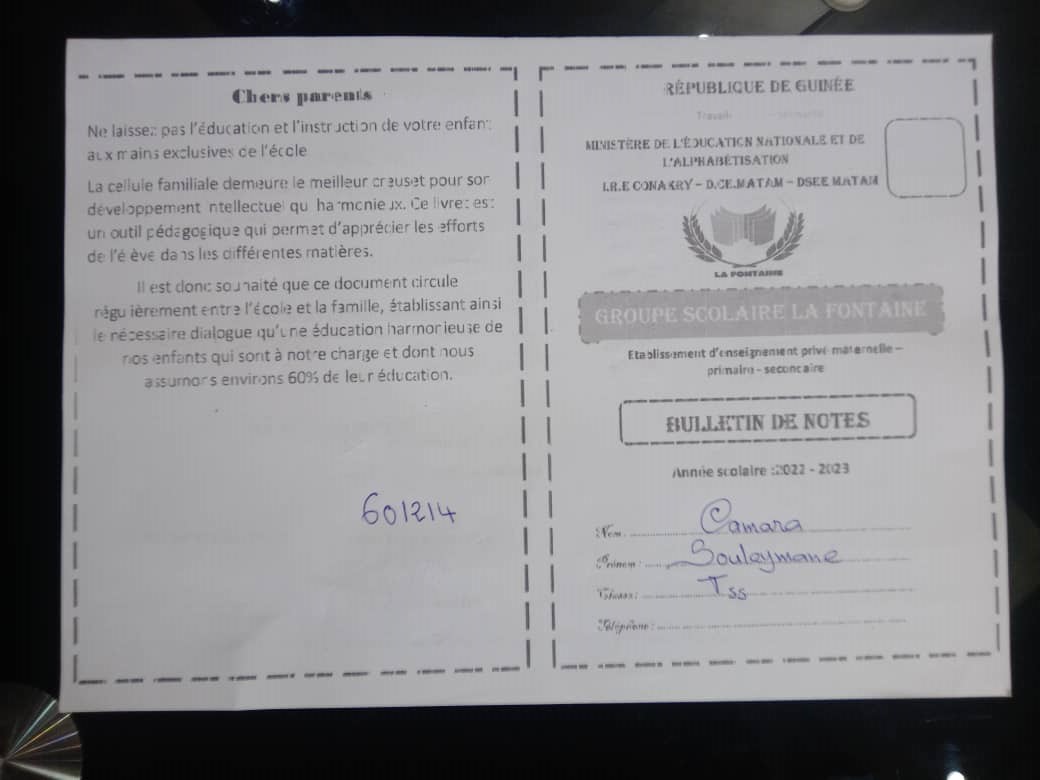 Chers parents
Ne laissez pas l'éducation et l'instruction de votre enfant
aux mains exclusives de l'école
La cellule familiale demeure le meilleur creuset pour son
développement intellectuel qu harmonieux. Ce livret est
un outil pédagogique qui permet d'apprécier les efforts
de l'élève dans les différentes matières.
Il est donc souhaité que ce document circule
régulièrement entre l'école et la famille, établissant ainsi
le nécessaire dialogue qu'une éducation harmonieuse de
nos enfants qui sont à notre charge et dont nous
assumons environs 60% de leur éducation.
601214
RÉPUBLIQUE DE GUINÉE
Travail
MINISTÈRE DE L'ÉDUCATION NATIONALE ET DE
L'ALPHABÉTISATION
I.R.E CONAKRY – D.CE.MATAM – DSEE MATAM
LA FONTAINE
GROUPE SCOLAIRE LA FONTAINE
Etablissement d'enseignement privé maternelle –
primaire – secondaire
BULLETIN DE NOTES
Année scolaire :2022 - 2023
Nom: Camara
Prénom: Souleymane
Classe: Tss
Téléphone: